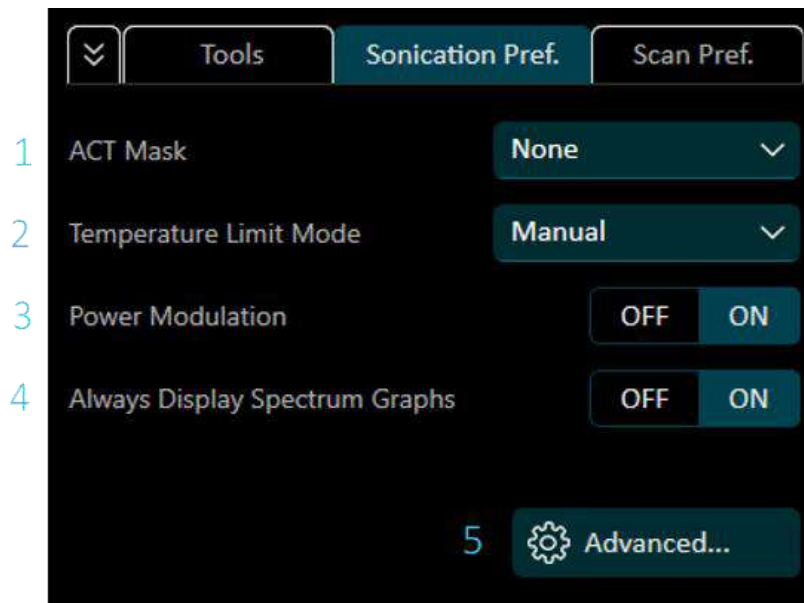 Tools Sonication Pref. Scan Pref.
1 ACT Mask None
2 Temperature Limit Mode Manual
3 Power Modulation OFF ON
4 Always Display Spectrum Graphs OFF ON
5 Advanced...